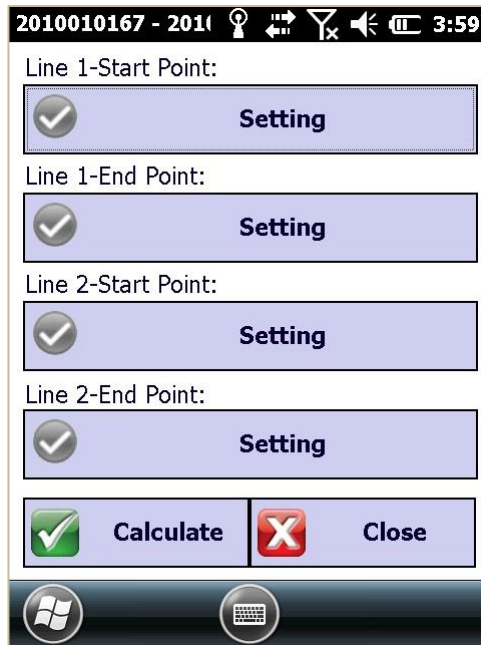 2010010167 - 201 3:59
Line 1-Start Point:
Setting
Line 1-End Point:
Setting
Line 2-Start Point:
Setting
Line 2-End Point:
Setting
Calculate Close